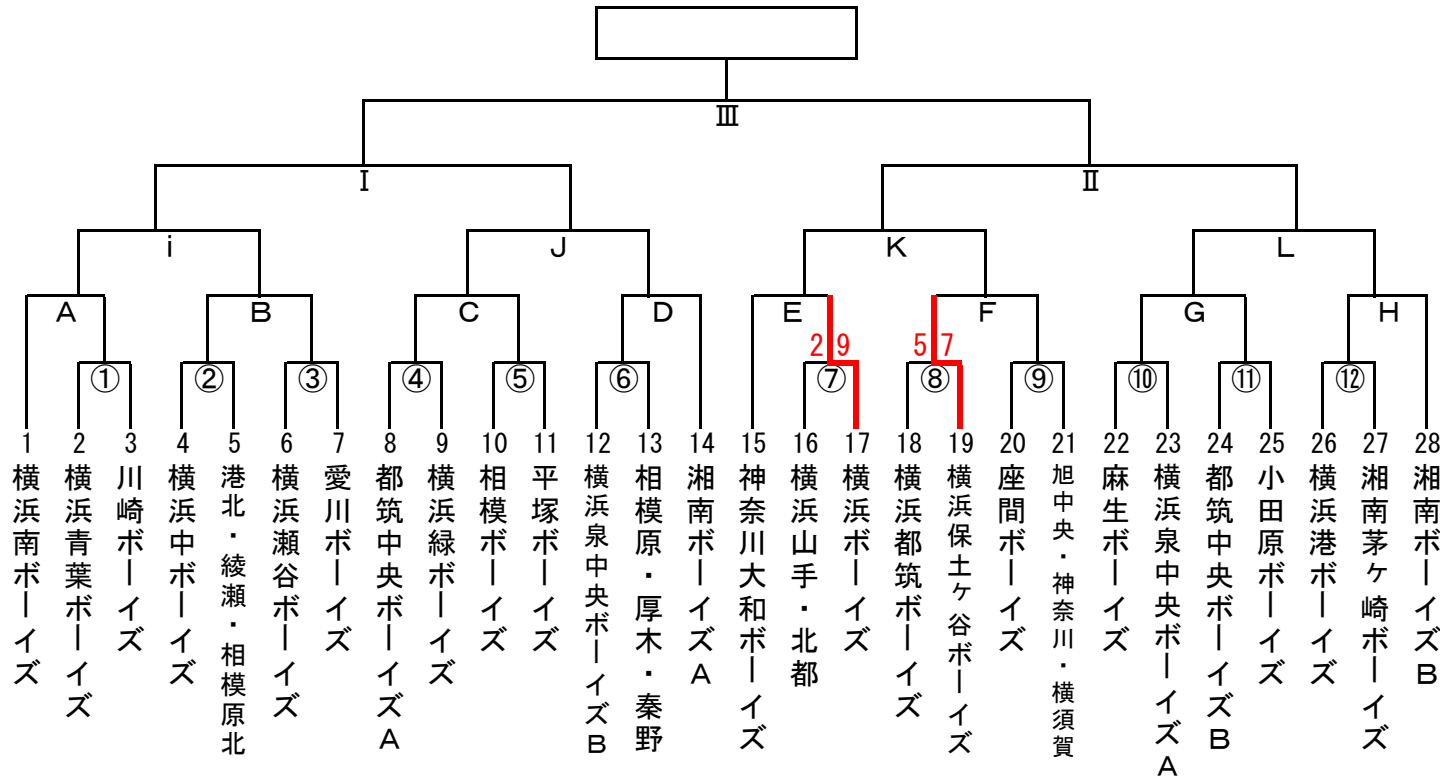 Ⅲ
Ⅰ
Ⅱ
i
J
K
L
A
B
C
D
E
F
G
H
2 9
5 7
①
②
③
④
⑤
⑥
⑦
⑧
⑨
⑩
⑪
⑫
1
横浜南ボーイズ
2
横浜青葉ボーイズ
3
川崎ボーイズ
4
横浜中ボーイズ
5
港北・綾瀬・相模原北
6
横浜瀬谷ボーイズ
7
愛川ボーイズ
8
都筑中央ボーイズA
9
横浜緑ボーイズ
10
相模ボーイズ
11
平塚ボーイズ
12
横浜泉中央ボーイズB
13
相模原・厚木・秦野
14
湘南ボーイズA
15
神奈川大和ボーイズ
16
横浜山手・北都
17
横浜ボーイズ
18
横浜都筑ボーイズ
19
横浜保土ヶ谷ボーイズ
20
座間ボーイズ
21
旭中央・神奈川・横須賀
22
麻生ボーイズ
23
横浜泉中央ボーイズA
24
都筑中央ボーイズB
25
小田原ボーイズ
26
横浜港ボーイズ
27
湘南茅ケ崎ボーイズ
28
湘南ボーイズB